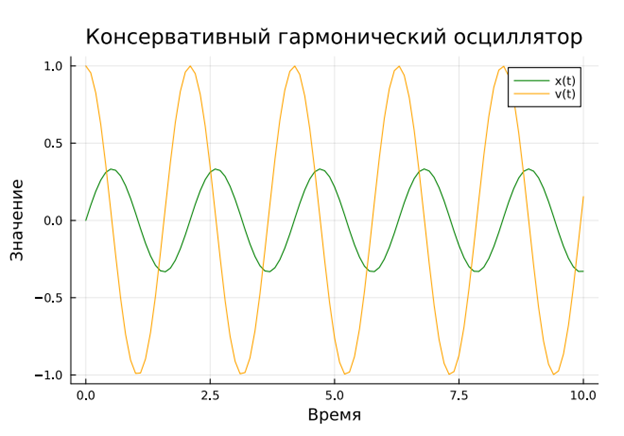 Консервативный гармонический осциллятор
1.0
x(t)
v(t)
0.5
Значение
0.0
−0.5
−1.0
0.0 2.5 5.0 7.5 10.0
Время